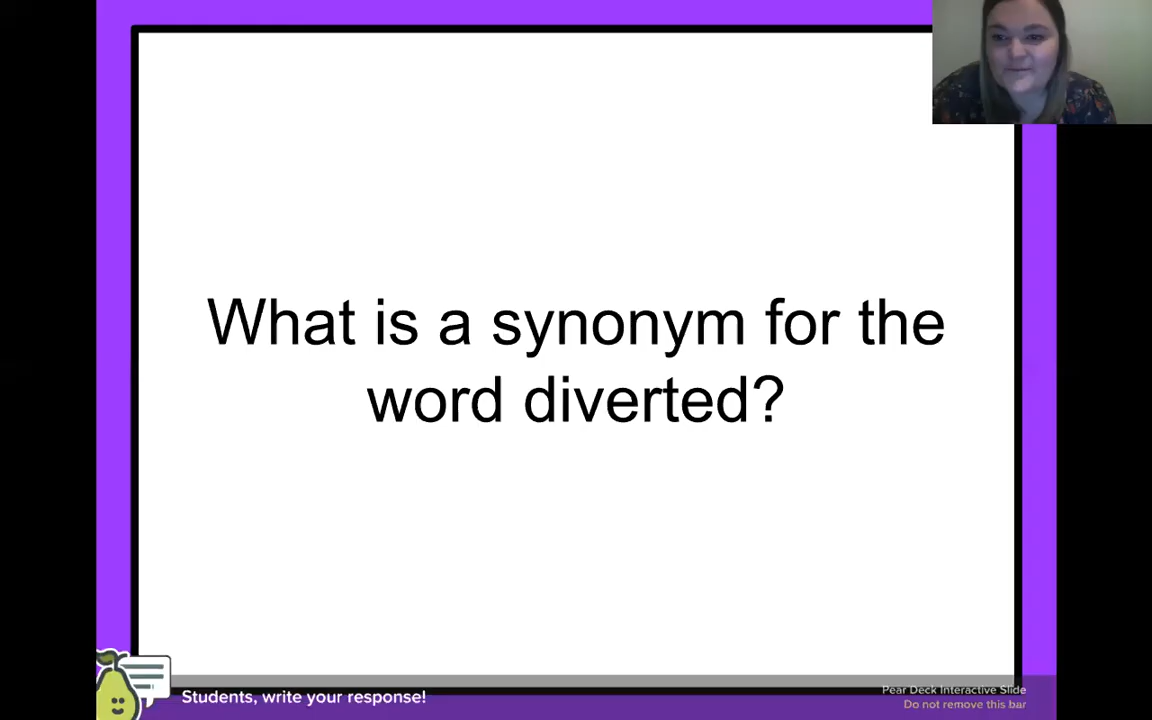 What is a synonym for the
word diverted?
Students, write your response!
Pear Deck Interactive Slide
Do not remove this bar